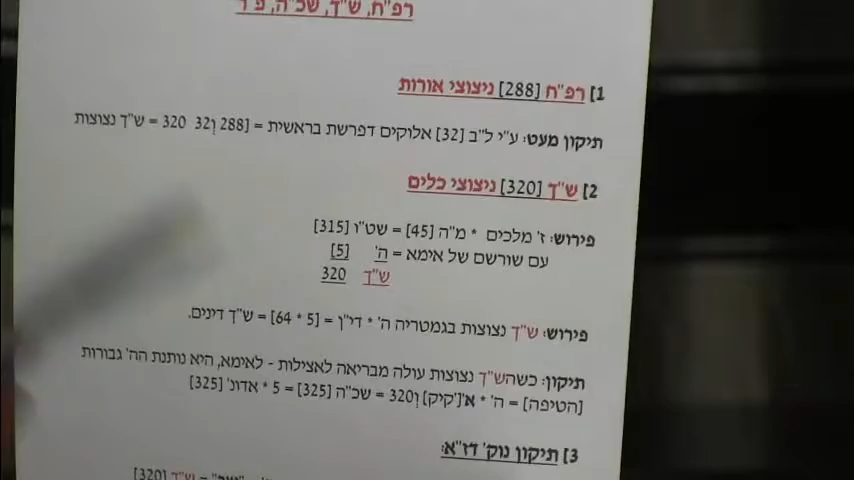 רפ"ח, ש"ך, שכ"ה, פ"ר
1] רפ"ח [288] ניצוצי אורות
תיקון מעט: ע"י ל"ב [32] אלוקים דפרשת בראשית = [288 ו]32 320 = ש"ך נצוצות
2] ש"ך [320] ניצוצי כלים
פירוש: ז' מלכים * מ"ה [45] = שט"ו [315]
עם שורשם של אימא = ה' [5]
ש"ך 320
פירוש: ש"ך נצוצות בגמטריה ה' * די"ן = [5 * 64] = ש"ך דינים.
תיקון: כשהש"ך נצוצות עולה מבריאה לאצילות - לאימא, היא נותנת הה' גבורות
[הטיפה] = ה' * א'[קיק] ו320 = שכ"ה [325] = 5 * אדונ' [325]
3] תיקון נוק' דז"א:
ש"ך [320]